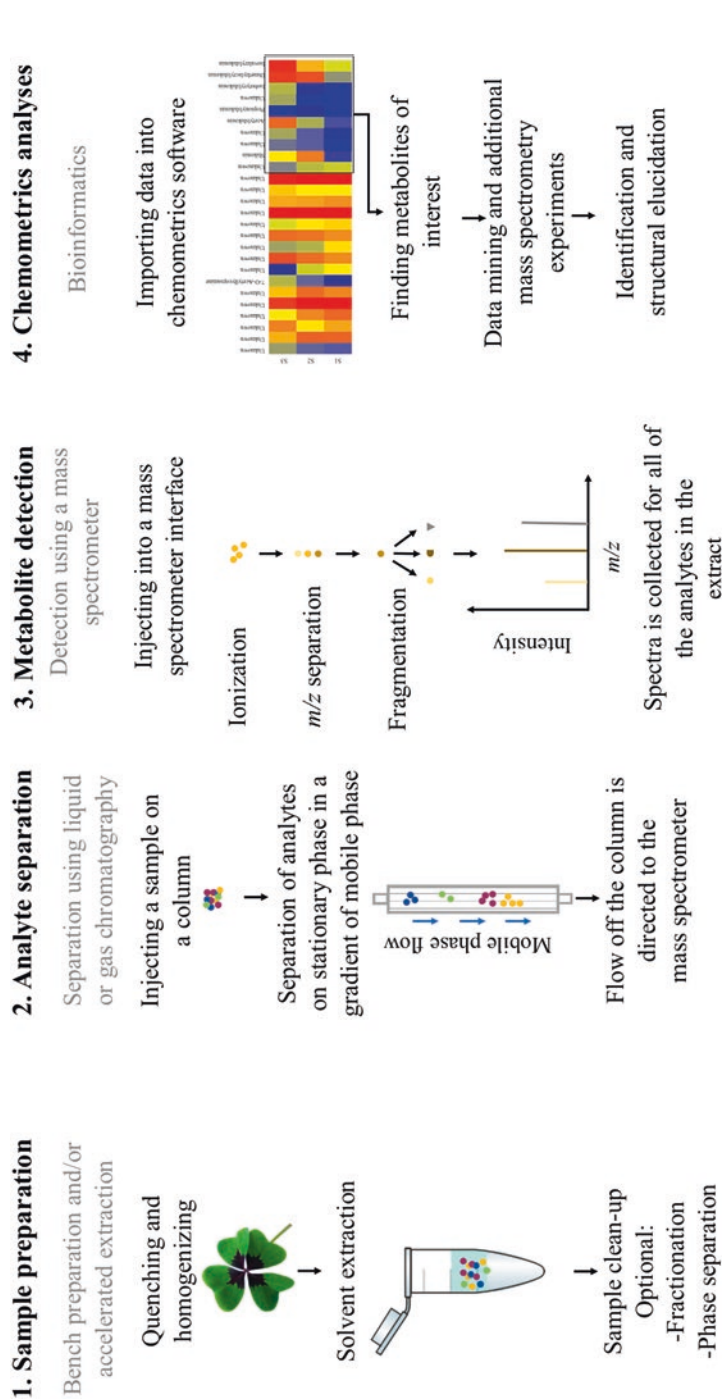 1. Sample preparation
Bench preparation and/or
accelerated extraction
Quenching and
homogenizing
Solvent extraction
Sample clean-up
Optional:
-Fractionation
-Phase separation
2. Analyte separation
Separation using liquid
or gas chromatography
Injecting a sample on
a column
Separation of analytes
on stationary phase in a
gradient of mobile phase
Mobile phase flow
Flow off the column is
directed to the
mass spectrometer
3. Metabolite detection
Detection using a mass
spectrometer
Injecting into a mass
spectrometer interface
Ionization
m/z separation
Fragmentation
Intensity
m/z
Spectra is collected for all of
the analytes in the
extract
4. Chemometrics analyses
Bioinformatics
Importing data into
chemometrics software
S3
S2
S1
Finding metabolites of
interest
Data mining and additional
mass spectrometry
experiments
Identification and
structural elucidation